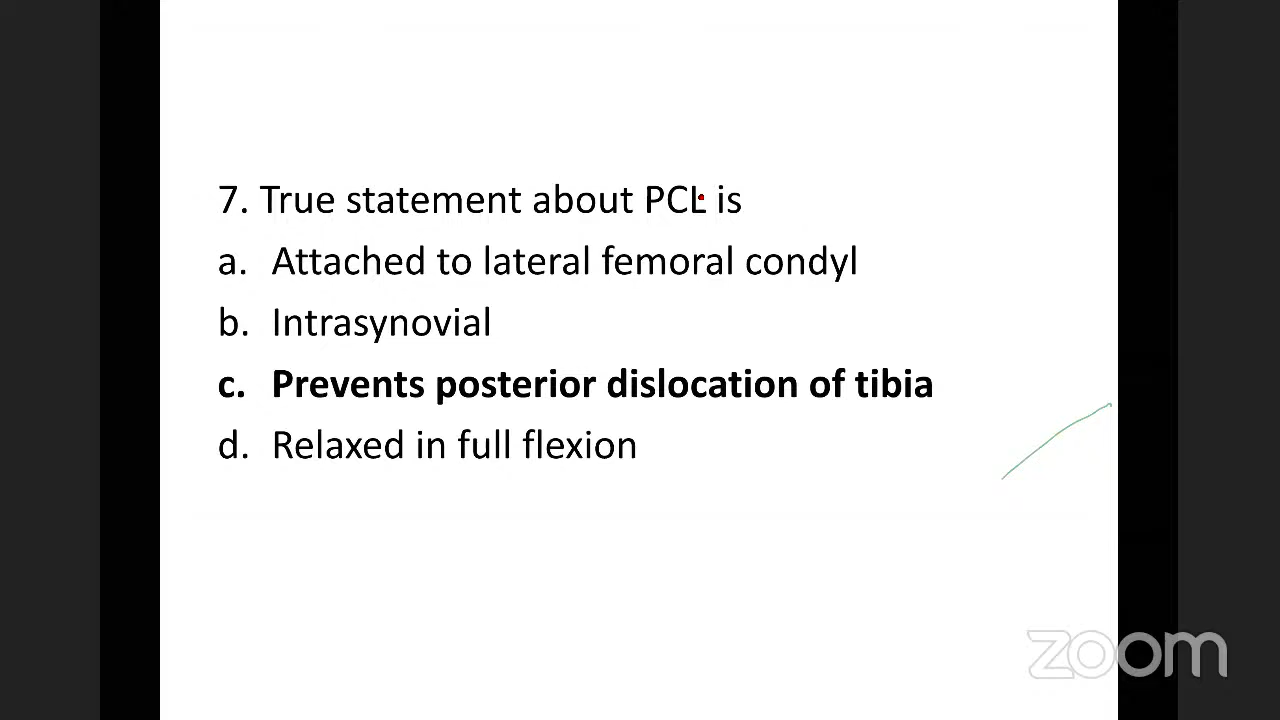 7. True statement about PCL is
a. Attached to lateral femoral condyl
b. Intrasynovial
c. Prevents posterior dislocation of tibia
d. Relaxed in full flexion
zoom